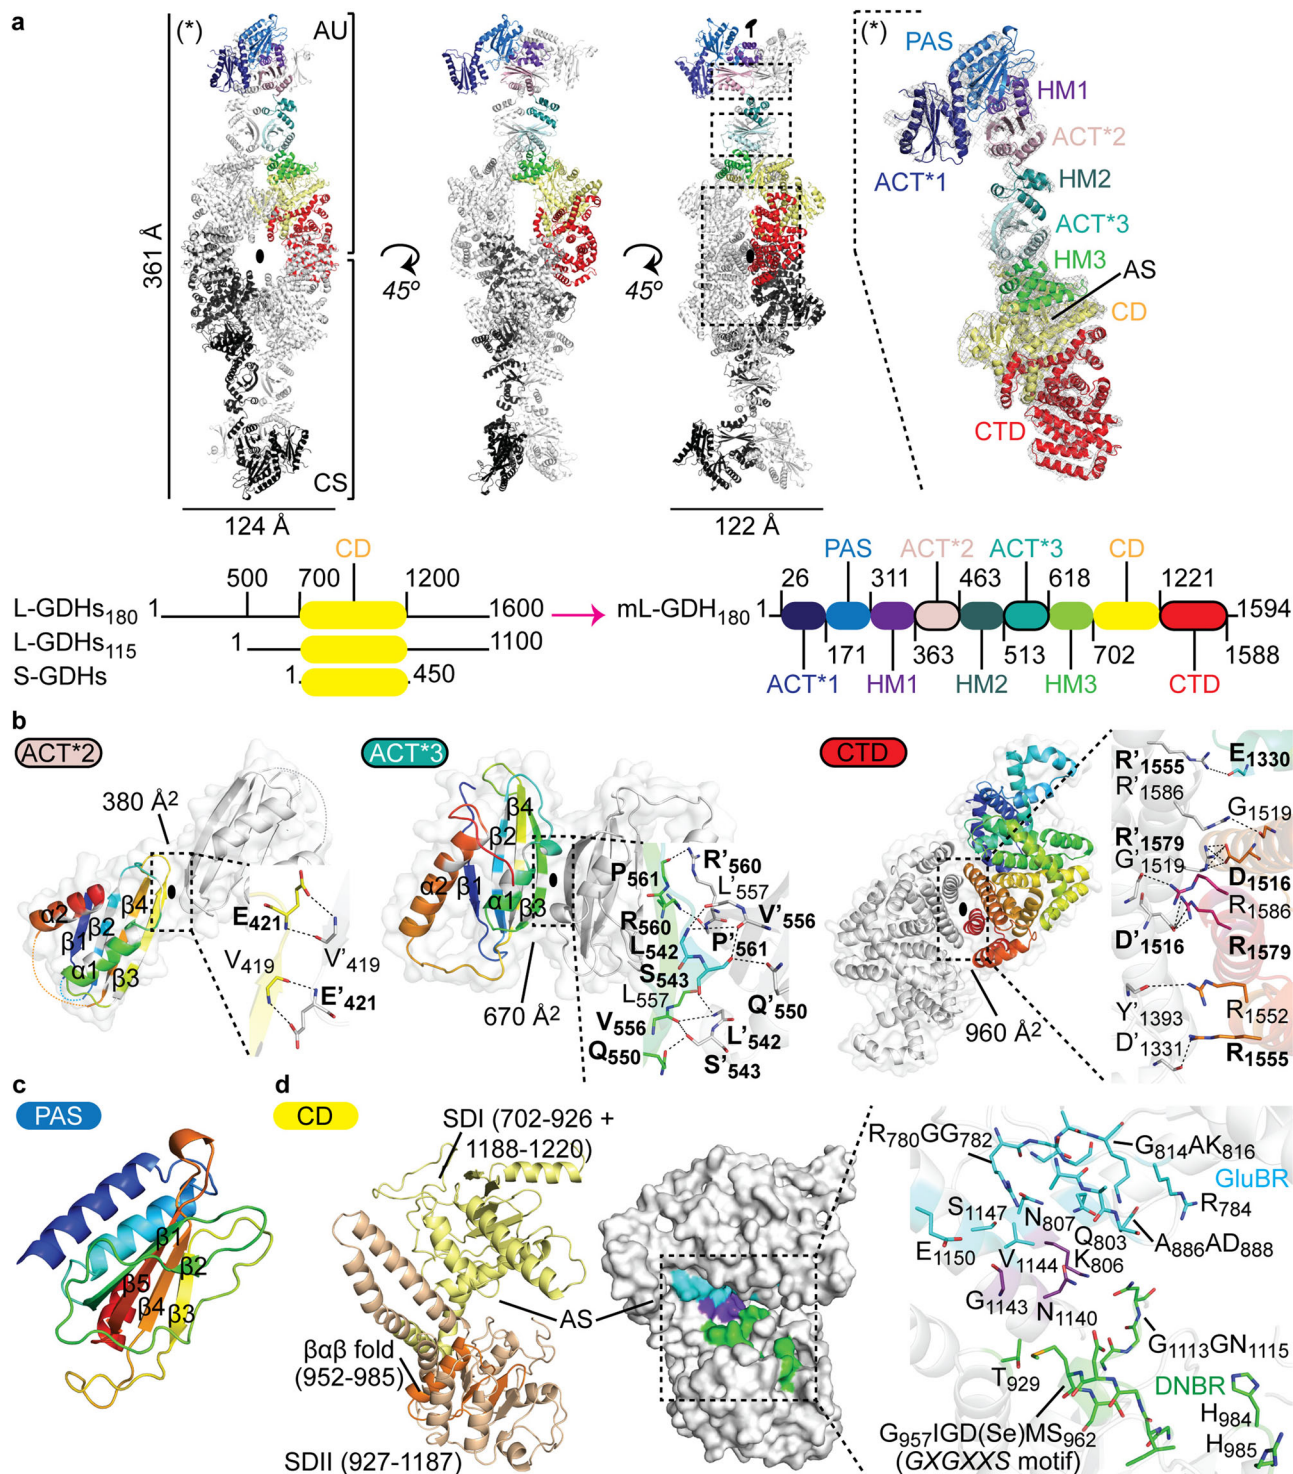 a
(*)
AU
(*)
PAS
HM1
ACT*2
ACT*1
HM2
ACT*3
HM3
AS
CD
CTD
361 Å
45º
45º
CS
124 Å
122 Å
CD
500 700 1200
L-GDHs180 1 1600
L-GDHs115 1 1100
S-GDHs 1 450
PAS ACT*2 ACT*3 CD
26 311 463 618 1221
mL-GDH180 1 1594
171 363 513 702 1588
ACT*1 HM1 HM2 HM3 CTD
b
ACT*2
380 Å2
α2
β1
β2
β4
α1
β3
E421
V419
V'419
E'421
ACT*3
β4
β2
α2
β1
α1
β3
670 Å2
P561
R'560
L'557
V'556
R560
P'561
L542
S543
L557
Q'550
V556
L'542
Q550
S'543
CTD
960 Å2
R'1555
E1330
R'1586
G1519
R'1579
G'1519
D1516
R1586
D'1516
R1579
Y'1393
R1552
D'1331
R1555
c
PAS
β1
β2
β5
β4
β3
d
CD
SDI (702-926 +
1188-1220)
AS
βαβ fold
(952-985)
SDII (927-1187)
R780GG782
G814AK816
GluBR
R784
S1147
N807
Q803
A886AD888
E1150
V1144
K806
G1143
N1140
G1113GN1115
T929
DNBR
H984
G957IGD(Se)MS962
H985
(GXGXXS motif)